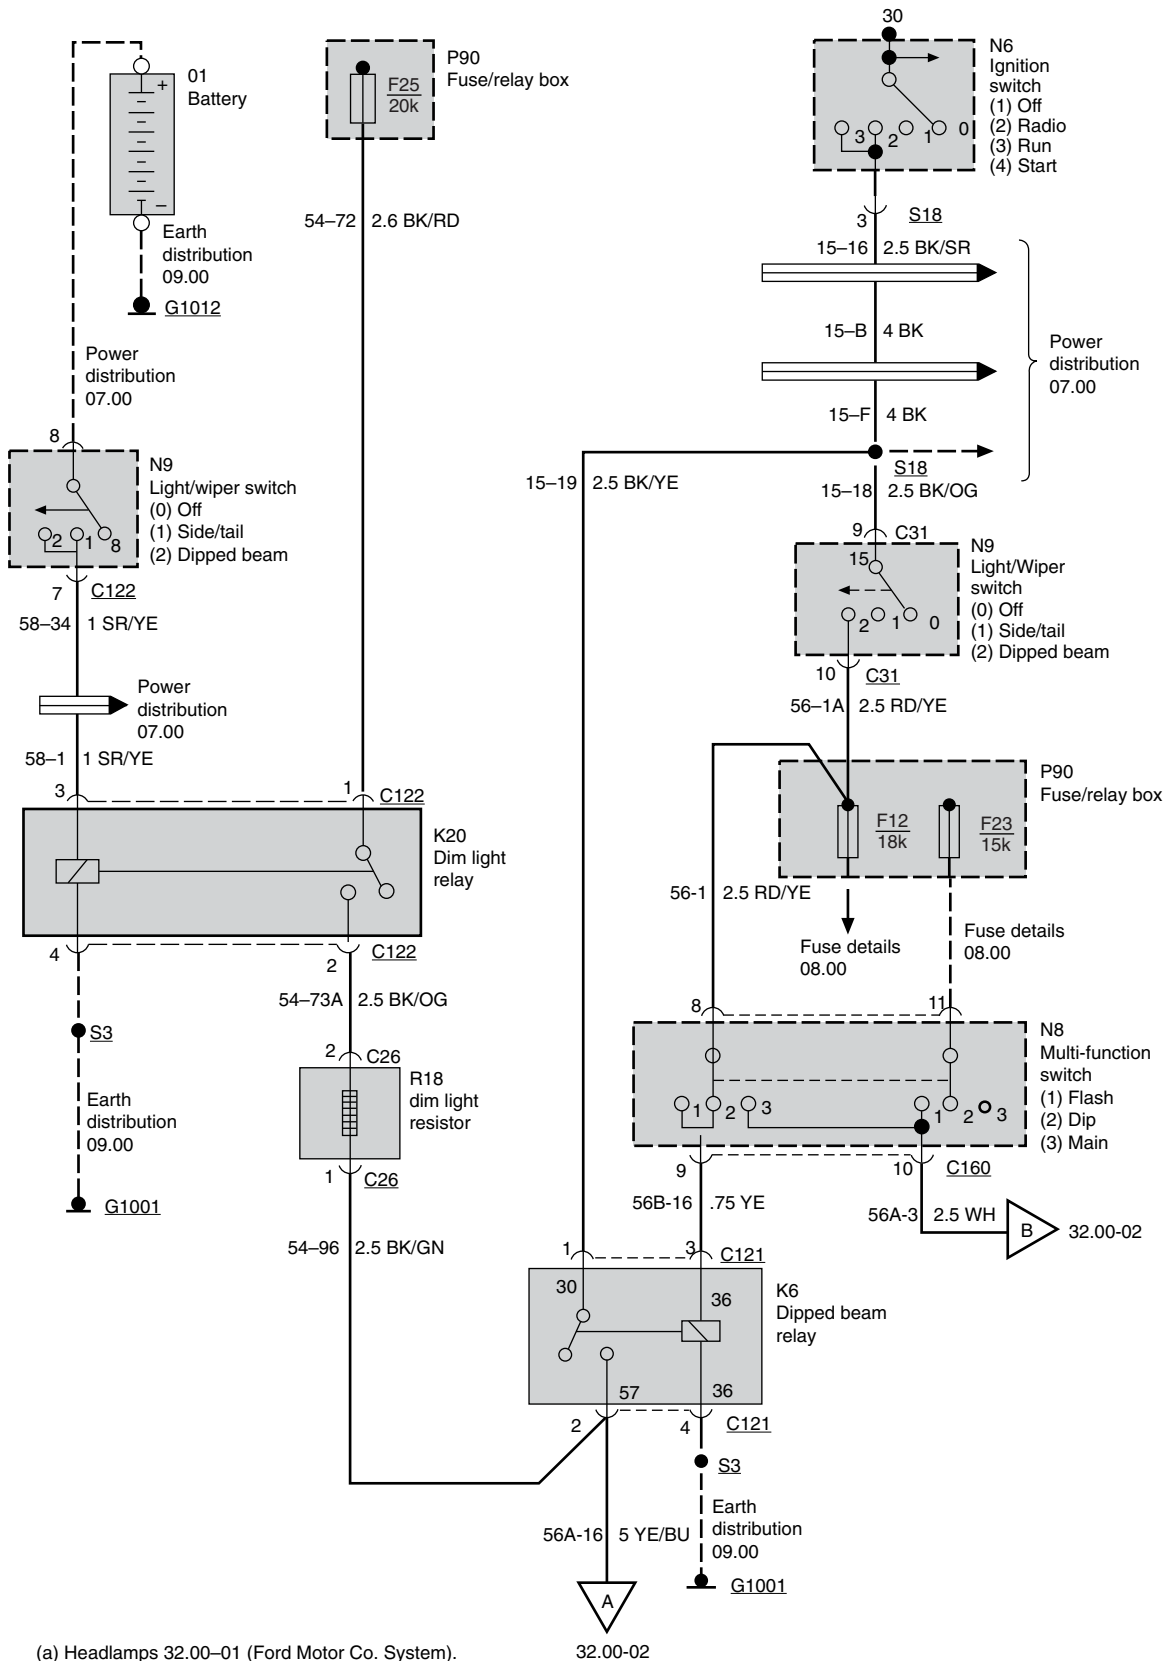 30
01
Battery
+
–
Earth
distribution
09.00
G1012
P90
Fuse/relay box
F25
20k
N6
Ignition
switch
(1) Off
(2) Radio
(3) Run
(4) Start
3 2 1 0
54–72 2.6 BK/RD
3 S18
15–16 2.5 BK/SR
15–B 4 BK
15–F 4 BK
Power
distribution
07.00
Power
distribution
07.00
8
N9
Light/wiper switch
(0) Off
(1) Side/tail
(2) Dipped beam
2 1 8
7 C122
58–34 1 SR/YE
Power
distribution
07.00
58–1 1 SR/YE
15–19 2.5 BK/YE
S18
15–18 2.5 BK/OG
9 C31
15
2 1 0
N9
Light/Wiper
switch
(0) Off
(1) Side/tail
(2) Dipped beam
10 C31
56–1A 2.5 RD/YE
3 1 C122
K20
Dim light
relay
4 2 C122
P90
Fuse/relay box
F12
18k
F23
15k
56-1 2.5 RD/YE
Fuse details
08.00
Fuse details
08.00
54–73A 2.5 BK/OG
S3
Earth
distribution
09.00
G1001
2 C26
R18
dim light
resistor
1 C26
54–96 2.5 BK/GN
8 11
N8
Multi-function
switch
(1) Flash
(2) Dip
(3) Main
1 2 3 1 2 3
9 10 C160
56B-16 .75 YE
56A-3 2.5 WH
B 32.00-02
1 3 C121
30 36
K6
Dipped beam
relay
57 36
2 4 C121
S3
Earth
distribution
09.00
G1001
56A-16 5 YE/BU
A
32.00-02
(a) Headlamps 32.00–01 (Ford Motor Co. System).